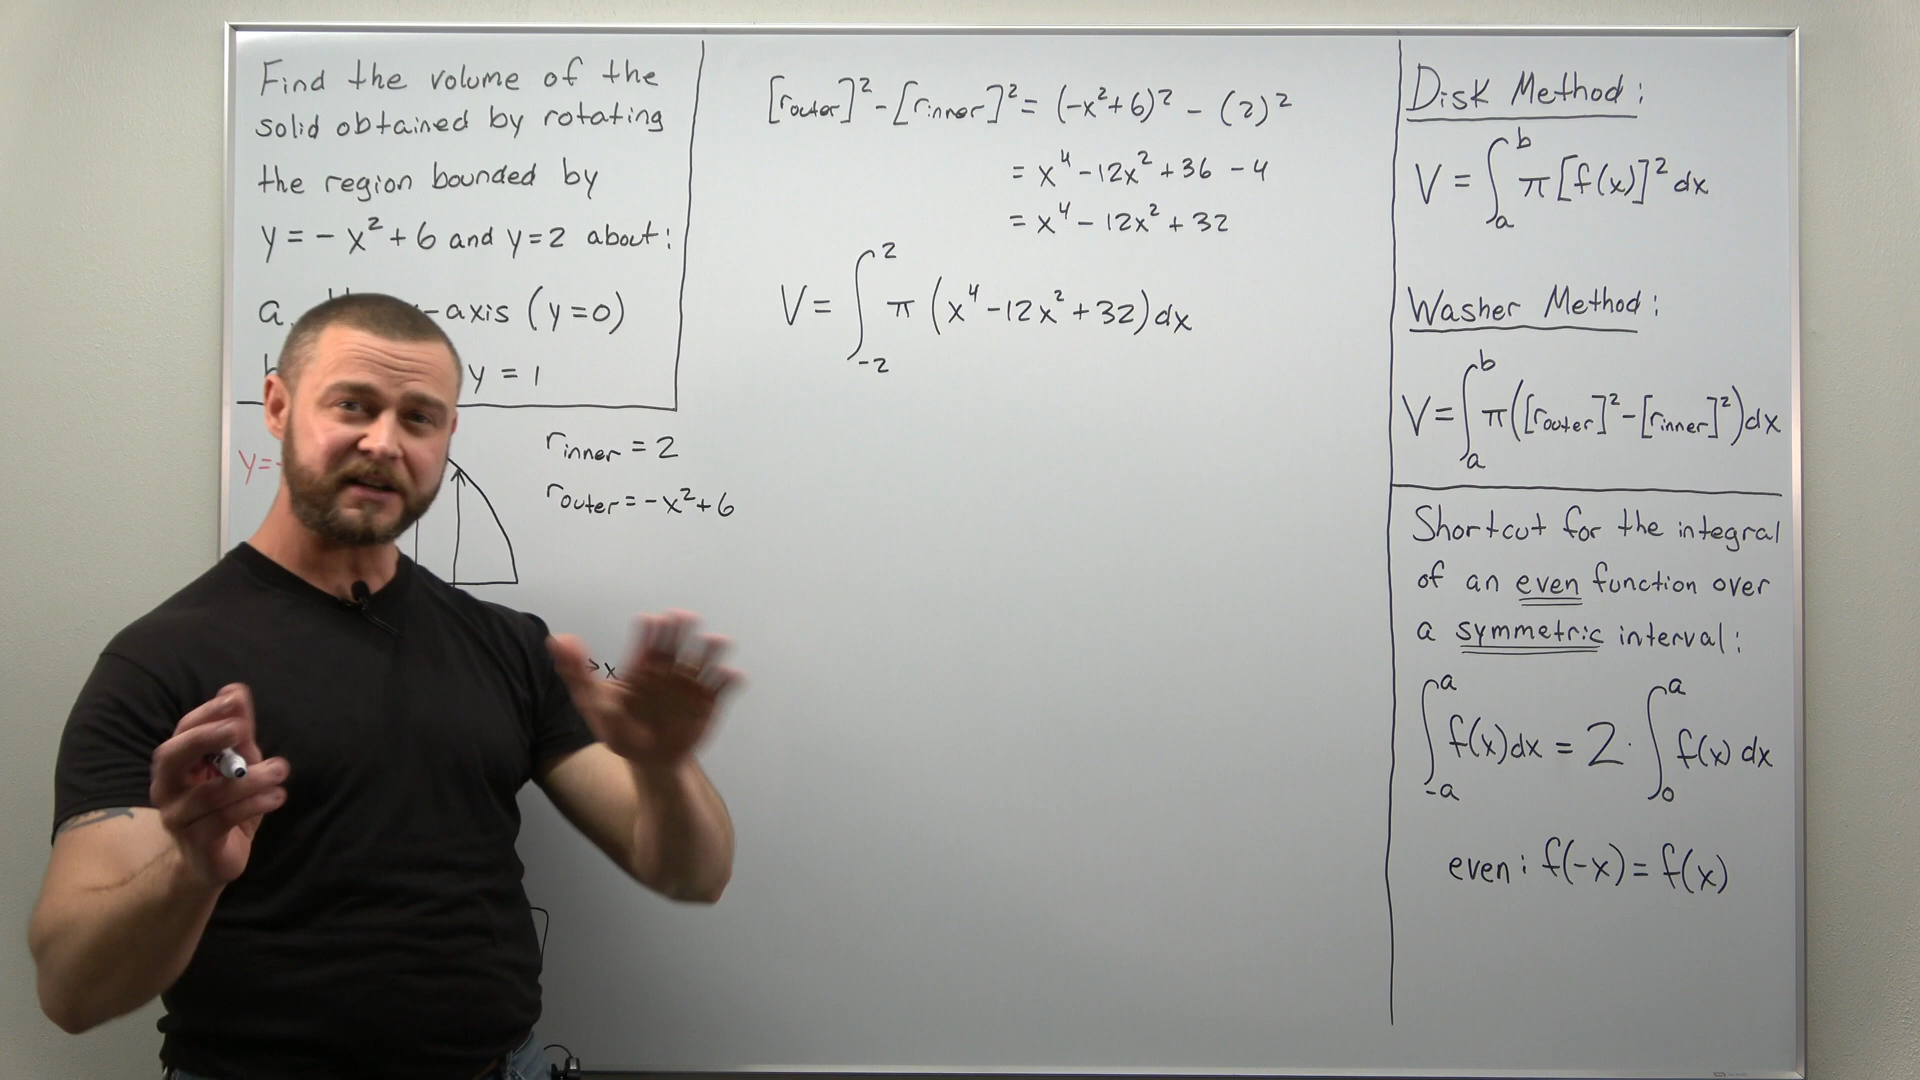 Find the volume of the
solid obtained by rotating
the region bounded by
y = -x² + 6 and y = 2 about:
a. -axis (y=0)
y = 1
y=-
r_inner = 2
r_outer = -x² + 6
x
[r_outer]² - [r_inner]² = (-x² + 6)² - (2)²
= x⁴ - 12x² + 36 - 4
= x⁴ - 12x² + 32
V = ∫_{-2}^{2} π (x⁴ - 12x² + 32) dx
Disk Method:
V = ∫_a^b π [f(x)]² dx
Washer Method:
V = ∫_a^b π ([r_outer]² - [r_inner]²) dx
Shortcut for the integral
of an even function over
a symmetric interval:
∫_{-a}^{a} f(x) dx = 2 · ∫_0^a f(x) dx
even: f(-x) = f(x)